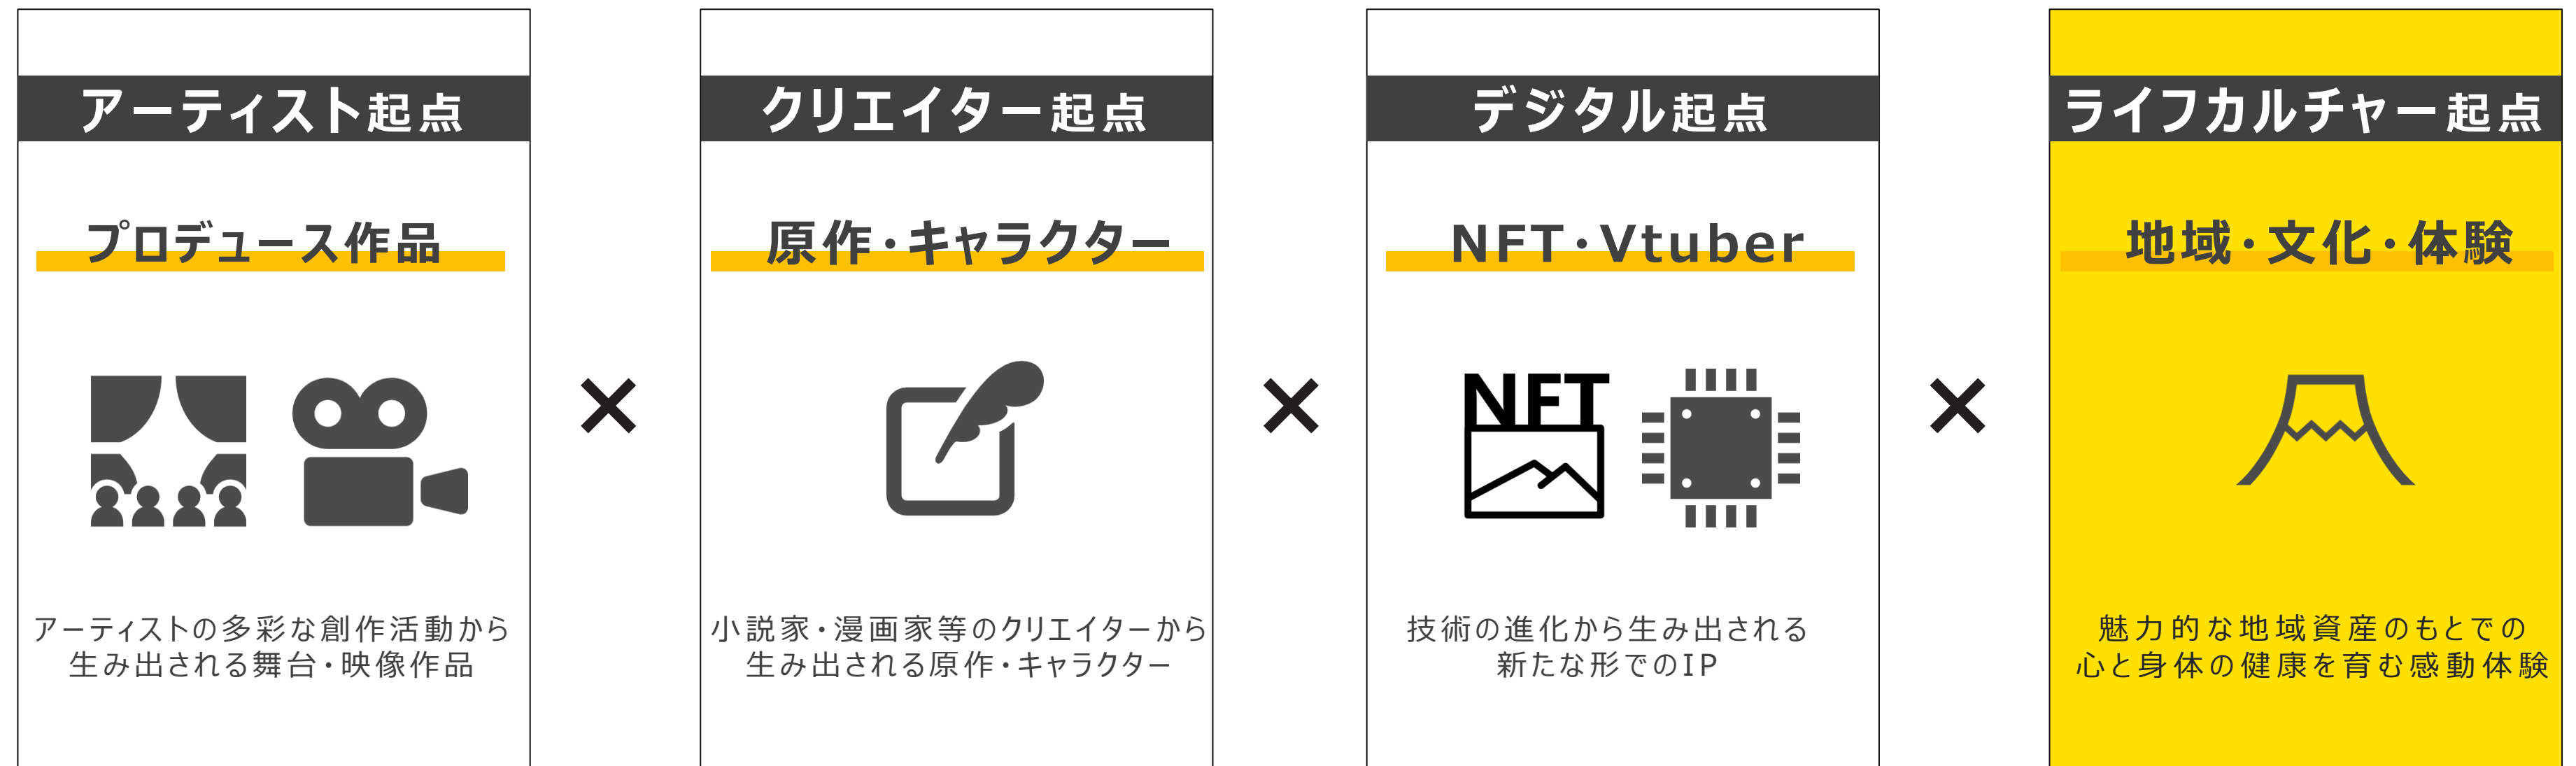 アーティスト起点
プロデュース作品
アーティストの多彩な創作活動から
生み出される舞台・映像作品
×
クリエイター起点
原作・キャラクター
小説家・漫画家等のクリエイターから
生み出される原作・キャラクター
×
デジタル起点
NFT・Vtuber
NFT
技術の進化から生み出される
新たな形でのIP
×
ライフカルチャー起点
地域・文化・体験
魅力的な地域資産のもとでの
心と身体の健康を育む感動体験